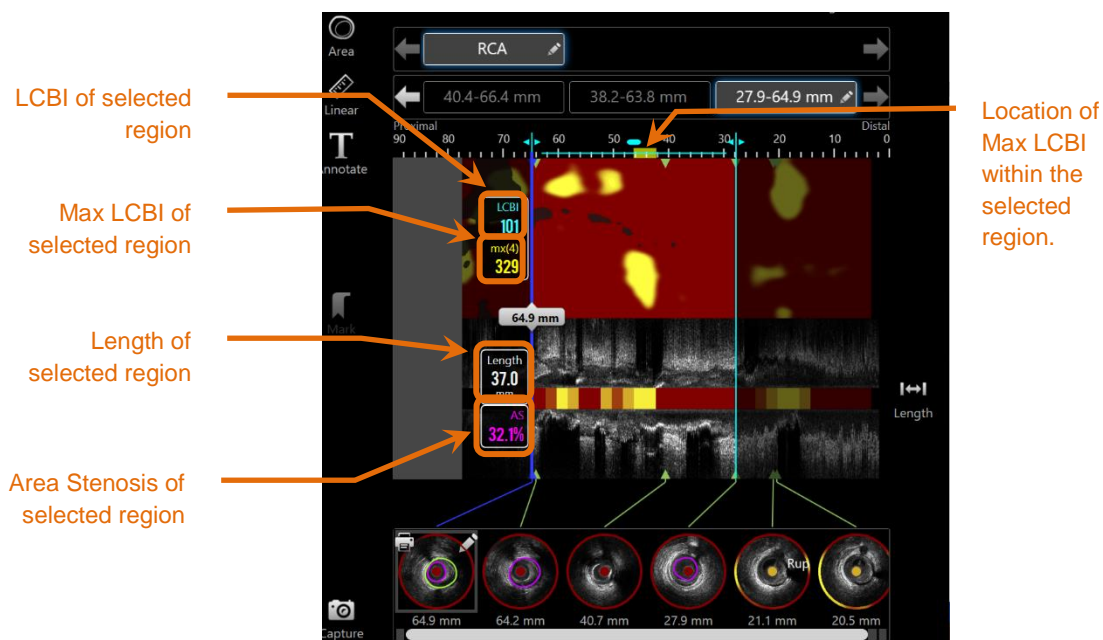 Area
RCA
Linear
40.4-66.4 mm
38.2-63.8 mm
27.9-64.9 mm
Proximal
Distal
90 80 70 60 50 40 30 20 10 0
Annotate
LCBI of selected
region
Location of
Max LCBI
within the
selected
region.
LCBI
101
Max LCBI of
selected region
mx(4)
329
Mark
64.9 mm
Length of
selected region
Length
37.0
mm
Length
AS
32.1%
Area Stenosis of
selected region
Rup
64.9 mm
64.2 mm
40.7 mm
27.9 mm
21.1 mm
20.5 mm
Capture